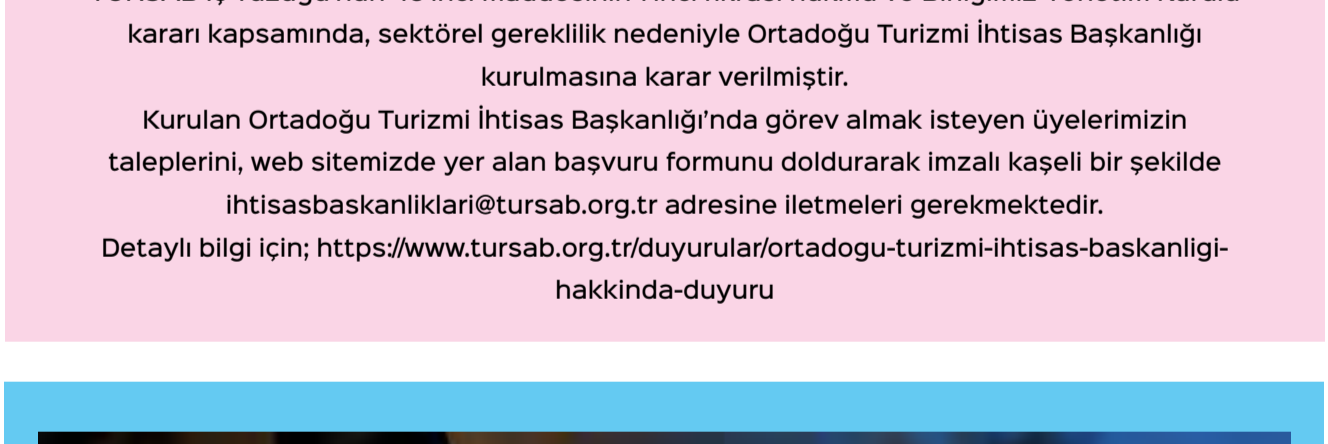 kararı kapsamında, sektörel gereklilik nedeniyle Ortadoğu Turizmi İhtisas Başkanlığı
kurulmasına karar verilmiştir.
Kurulan Ortadoğu Turizmi İhtisas Başkanlığı’nda görev almak isteyen üyelerimizin
taleplerini, web sitemizde yer alan başvuru formunu doldurarak imzalı kaşeli bir şekilde
ihtisasbaskanliklari@tursab.org.tr adresine iletmeleri gerekmektedir.
Detaylı bilgi için; https://www.tursab.org.tr/duyurular/ortadogu-turizmi-ihtisas-baskanligi-
hakkinda-duyuru